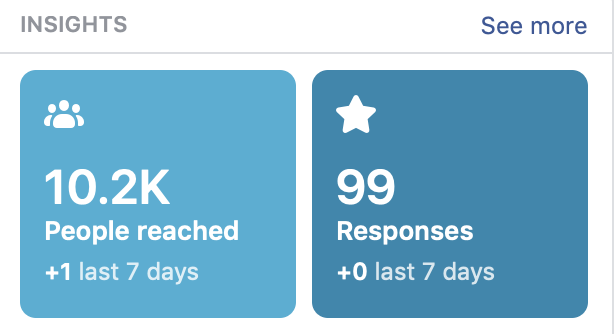 INSIGHTS
See more
10.2K
People reached
+1 last 7 days
99
Responses
+0 last 7 days